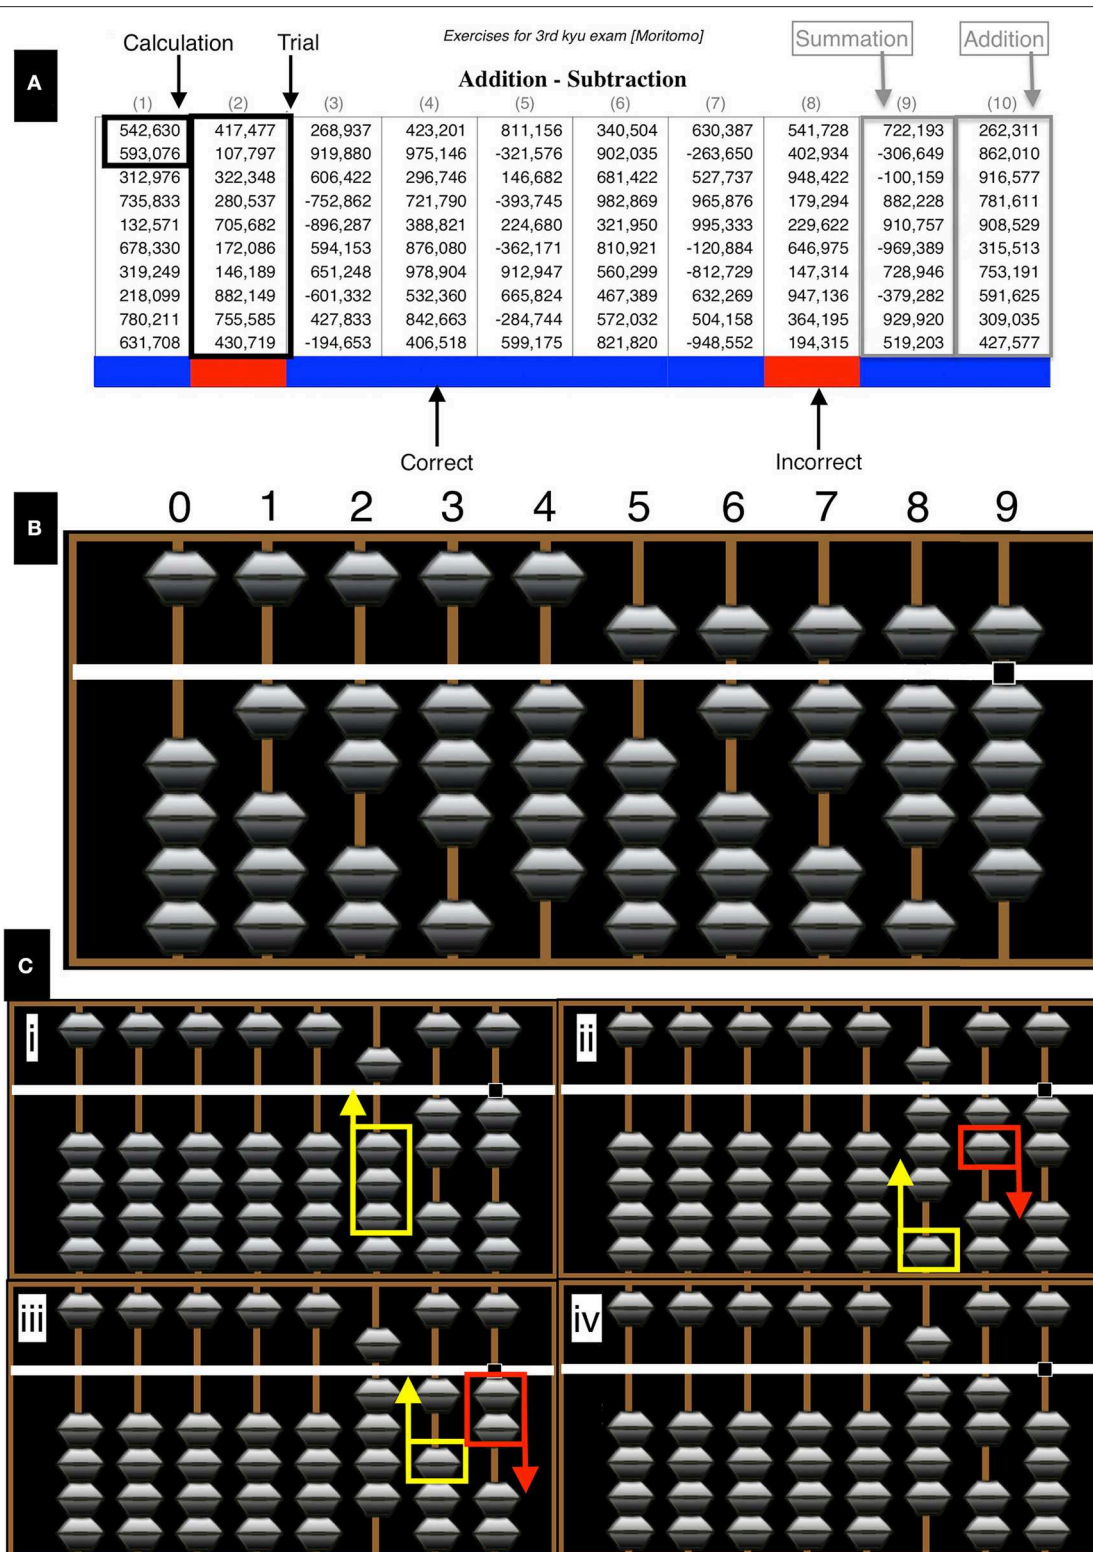 Calculation Trial Exercises for 3rd kyu exam [Moritomo] Summation Addition
A
Addition - Subtraction
(1) (2) (3) (4) (5) (6) (7) (8) (9) (10)
542,630 417,477 268,937 423,201 811,156 340,504 630,387 541,728 722,193 262,311
593,076 107,797 919,880 975,146 -321,576 902,035 -263,650 402,934 -306,649 862,010
312,976 322,348 606,422 296,746 146,682 681,422 527,737 948,422 -100,159 916,577
735,833 280,537 -752,862 721,790 -393,745 982,869 965,876 179,294 882,228 781,611
132,571 705,682 -896,287 388,821 224,680 321,950 995,333 229,622 910,757 908,529
678,330 172,086 594,153 876,080 -362,171 810,921 -120,884 646,975 -969,389 315,513
319,249 146,189 651,248 978,904 912,947 560,299 -812,729 147,314 728,946 753,191
218,099 882,149 -601,332 532,360 665,824 467,389 632,269 947,136 -379,282 591,625
780,211 755,585 427,833 842,663 -284,744 572,032 504,158 364,195 929,920 309,035
631,708 430,719 -194,653 406,518 599,175 821,820 -948,552 194,315 519,203 427,577
Correct Incorrect
B
0 1 2 3 4 5 6 7 8 9
C
i ii
iii iv